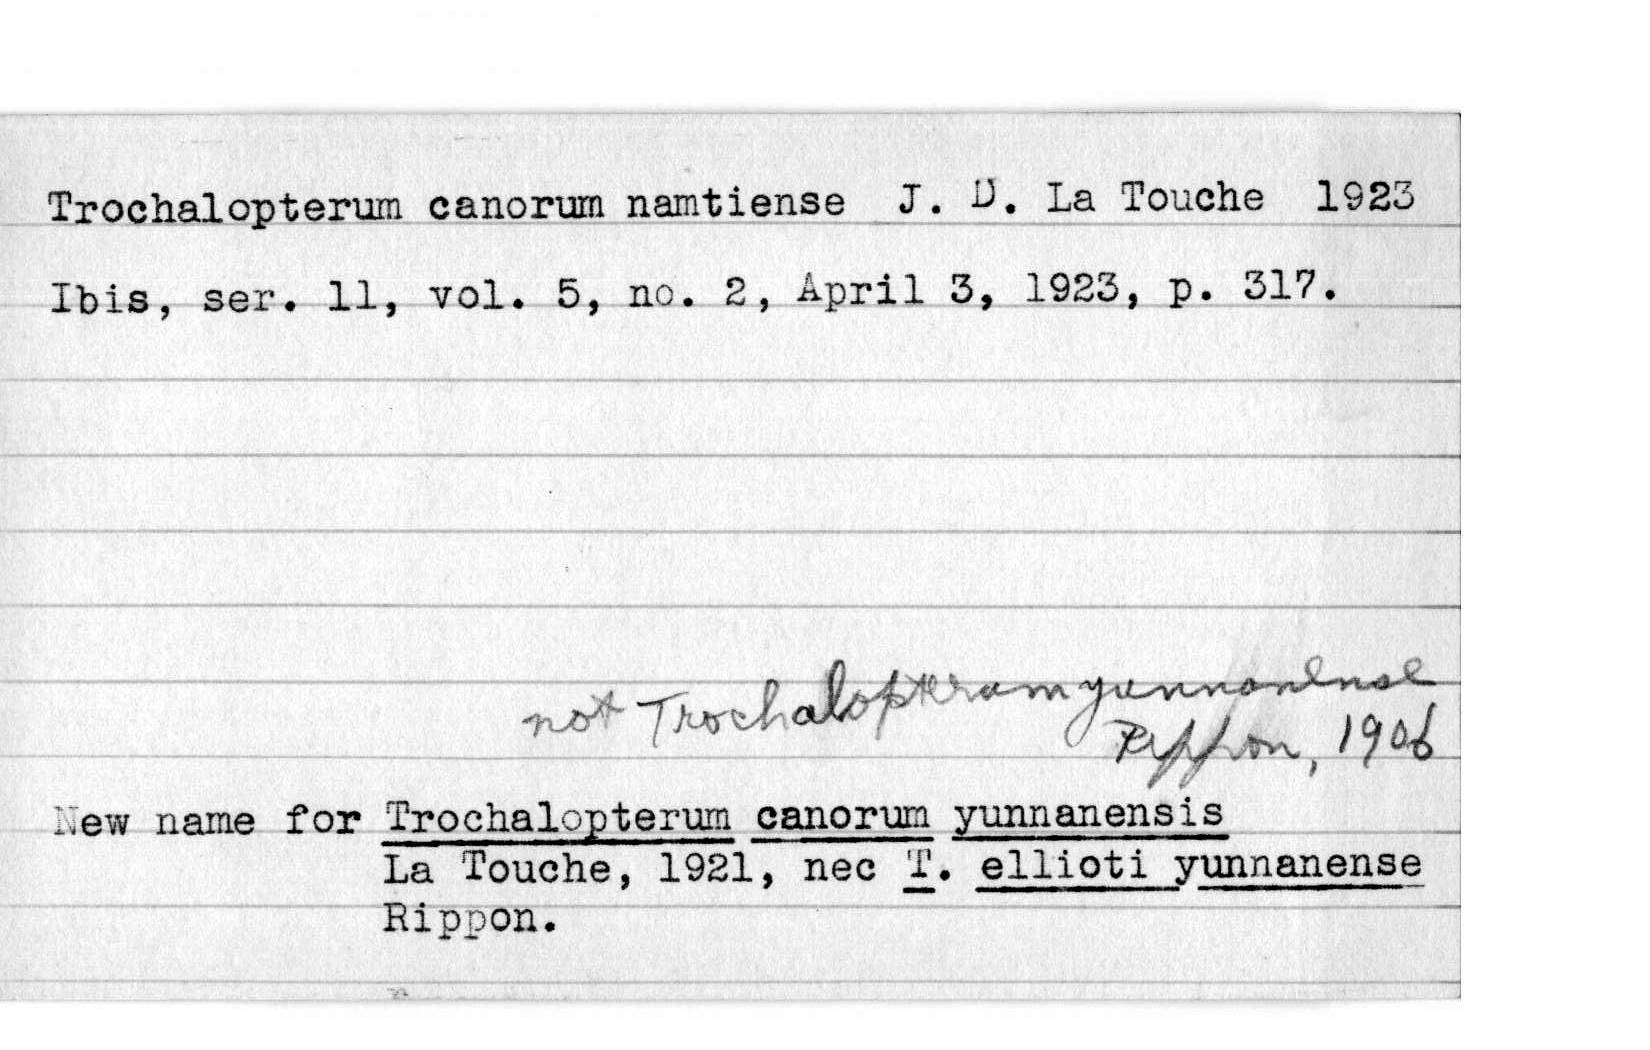 Trochalopterum canorum namtiense J. D. La Touche 1923
Ibis, ser. 11, vol. 5, no. 2, April 3, 1923, p. 317.
not Trochalopterum yunnanense
Rippon, 1906
New name for Trochalopterum canorum yunnanensis
La Touche, 1921, nec T. ellioti yunnanense
Rippon.